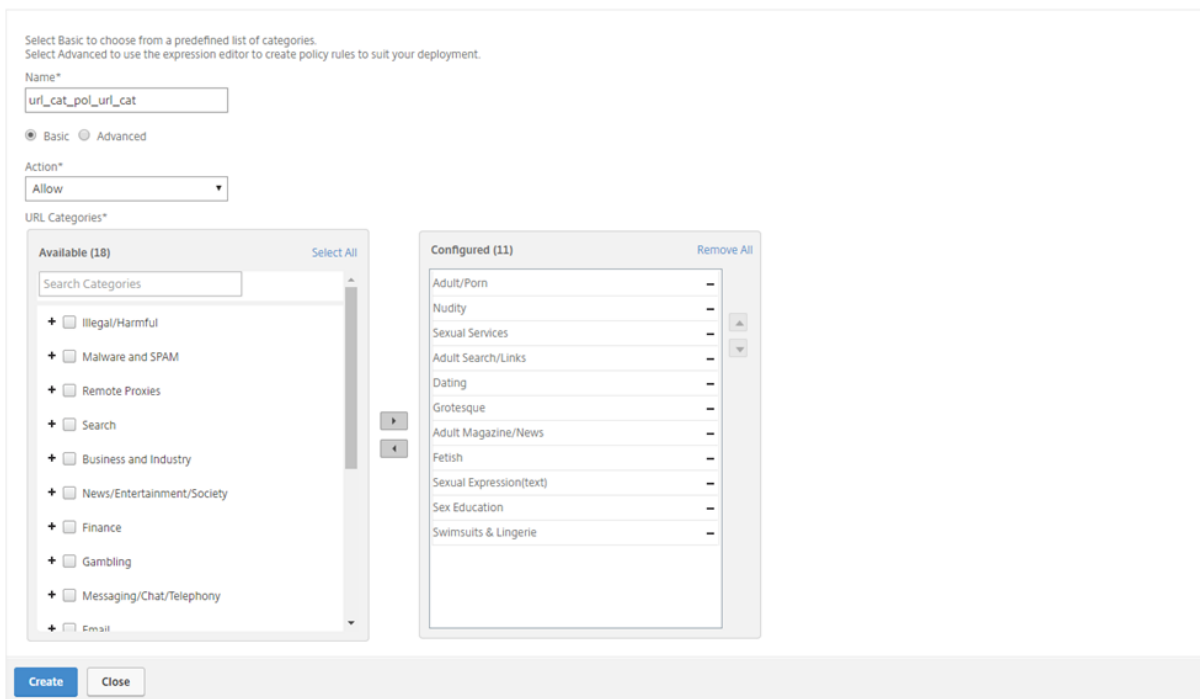 Select Basic to choose from a predefined list of categories.
Select Advanced to use the expression editor to create policy rules to suit your deployment.
Name*
url_cat_pol_url_cat
Basic Advanced
Action*
Allow
URL Categories*
Available (18) Select All
Search Categories
Illegal/Harmful
Malware and SPAM
Remote Proxies
Search
Business and Industry
News/Entertainment/Society
Finance
Gambling
Messaging/Chat/Telephony
Email
Configured (11) Remove All
Adult/Porn
Nudity
Sexual Services
Adult Search/Links
Dating
Grotesque
Adult Magazine/News
Fetish
Sexual Expression(text)
Sex Education
Swimsuits & Lingerie
Create Close